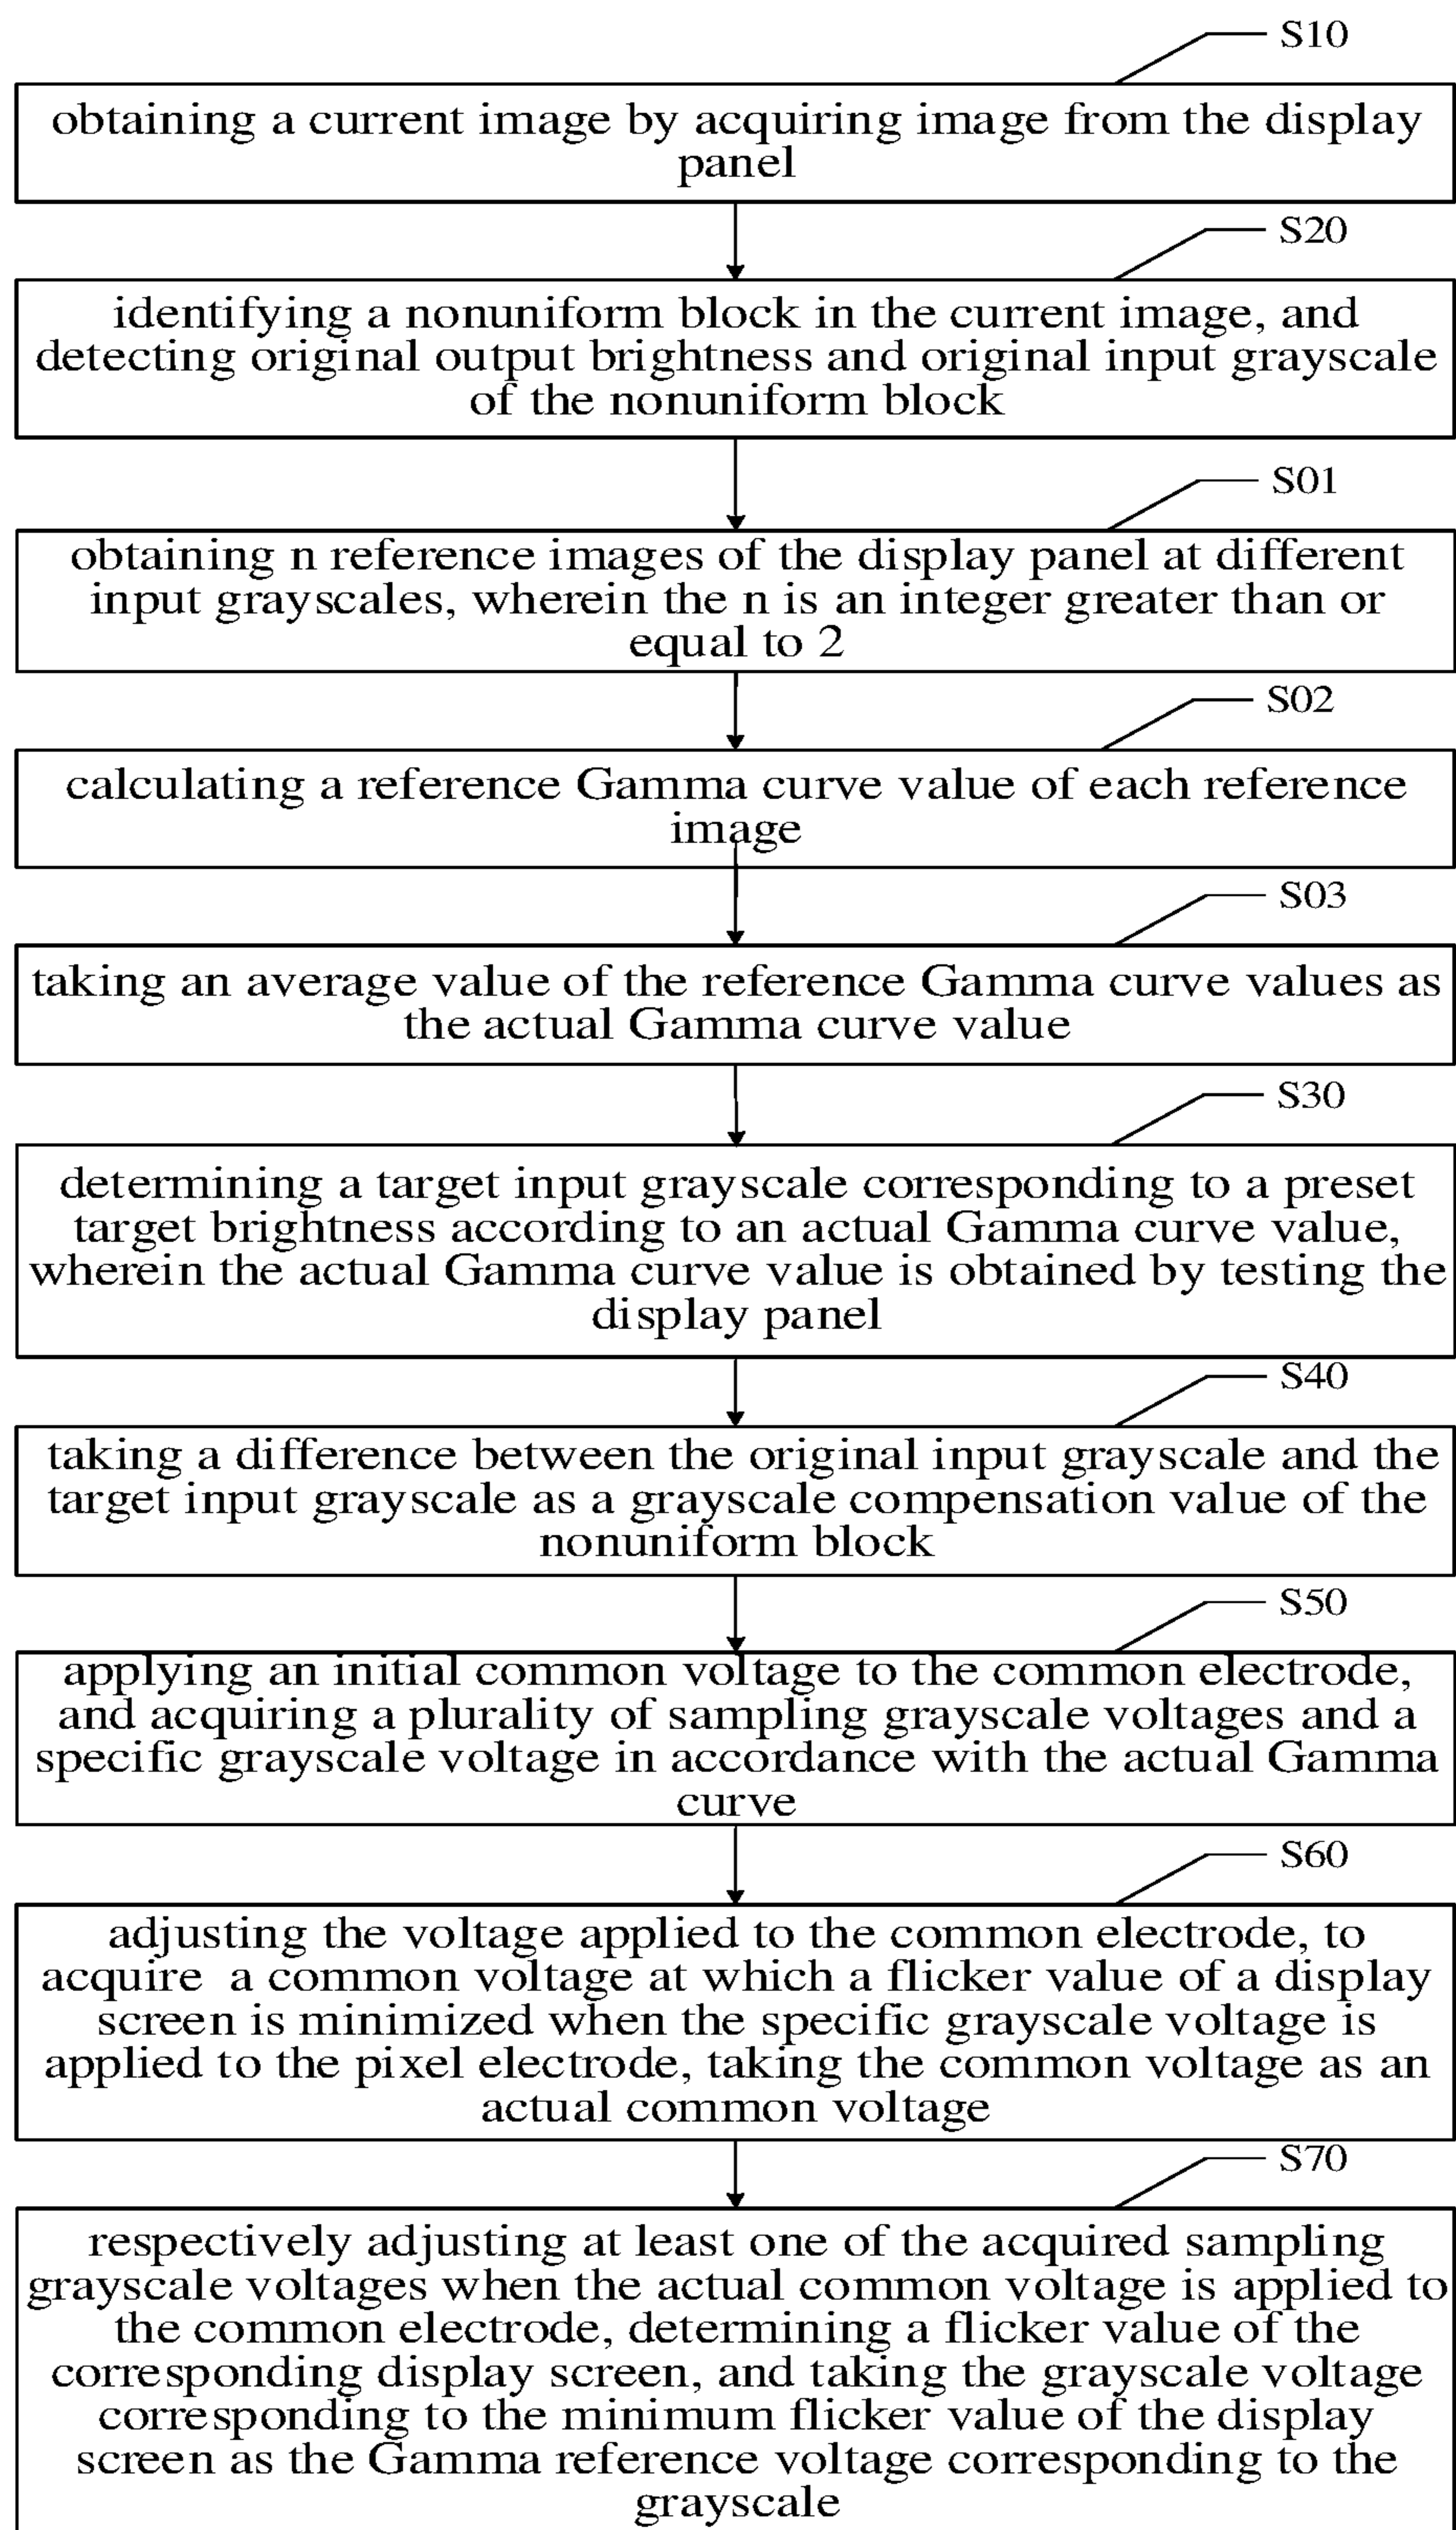 S10
obtaining a current image by acquiring image from the display
panel
S20
identifying a nonuniform block in the current image, and
detecting original output brightness and original input grayscale
of the nonuniform block
S01
obtaining n reference images of the display panel at different
input grayscales, wherein the n is an integer greater than or
equal to 2
S02
calculating a reference Gamma curve value of each reference
image
S03
taking an average value of the reference Gamma curve values as
the actual Gamma curve value
S30
determining a target input grayscale corresponding to a preset
target brightness according to an actual Gamma curve value,
wherein the actual Gamma curve value is obtained by testing the
display panel
S40
taking a difference between the original input grayscale and the
target input grayscale as a grayscale compensation value of the
nonuniform block
S50
applying an initial common voltage to the common electrode,
and acquiring a plurality of sampling grayscale voltages and a
specific grayscale voltage in accordance with the actual Gamma
curve
S60
adjusting the voltage applied to the common electrode, to
acquire a common voltage at which a flicker value of a display
screen is minimized when the specific grayscale voltage is
applied to the pixel electrode, taking the common voltage as an
actual common voltage
S70
respectively adjusting at least one of the acquired sampling
grayscale voltages when the actual common voltage is applied to
the common electrode, determining a flicker value of the
corresponding display screen, and taking the grayscale voltage
corresponding to the minimum flicker value of the display
screen as the Gamma reference voltage corresponding to the
grayscale